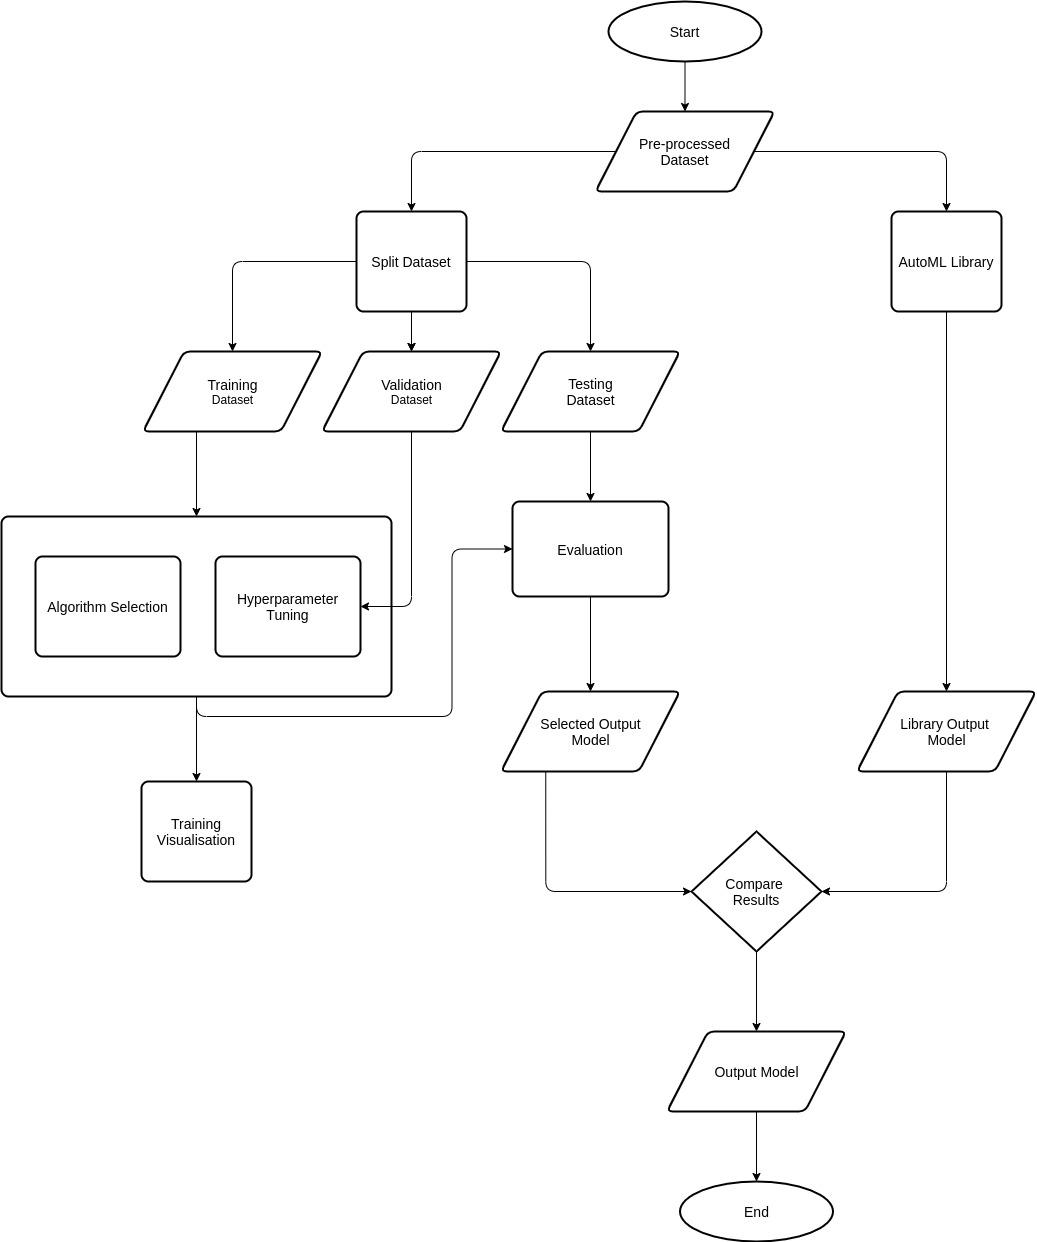 Start
Pre-processed
Dataset
Split Dataset
AutoML Library
Training
Dataset
Validation
Dataset
Testing
Dataset
Evaluation
Algorithm Selection
Hyperparameter
Tuning
Selected Output
Model
Library Output
Model
Training
Visualisation
Compare
Results
Output Model
End